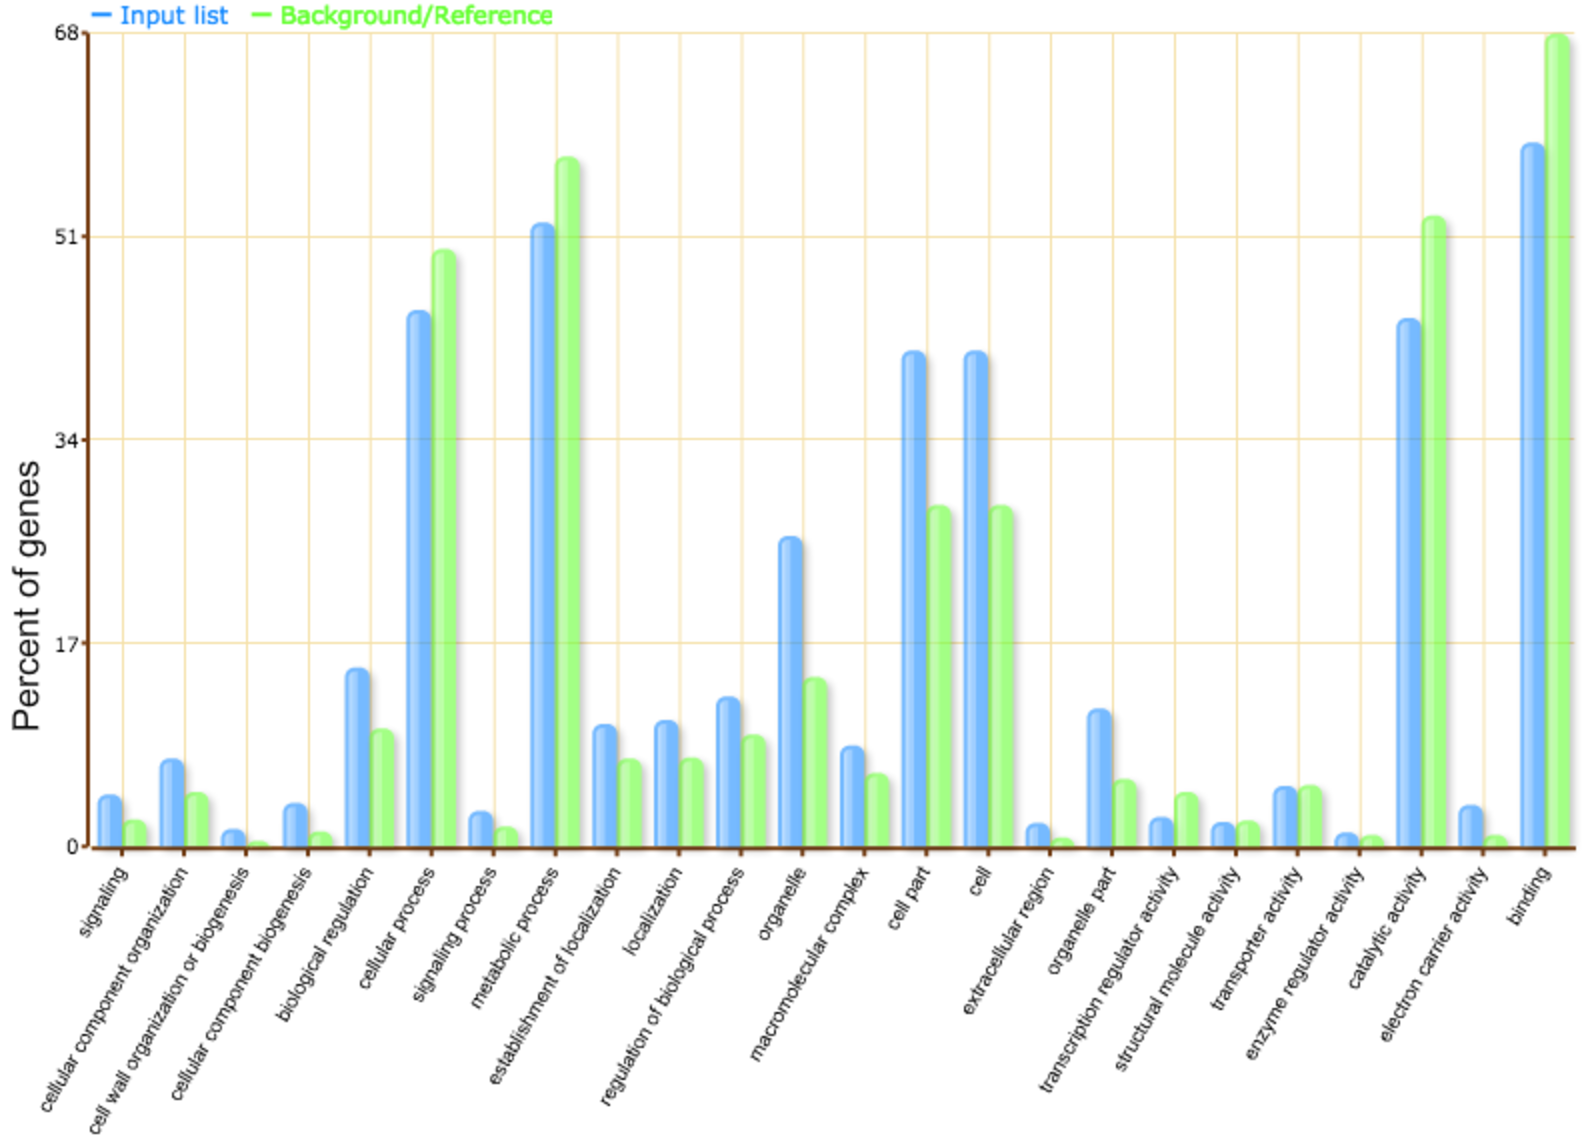 Input list Background/Reference
68
51
34
17
0
Percent of genes
signaling
cellular component organization
cell wall organization or biogenesis
cellular component biogenesis
biological regulation
cellular process
signaling process
metabolic process
establishment of localization
localization
regulation of biological process
organelle
macromolecular complex
cell part
cell
extracellular region
organelle part
transcription regulator activity
structural molecule activity
transporter activity
enzyme regulator activity
catalytic activity
electron carrier activity
binding